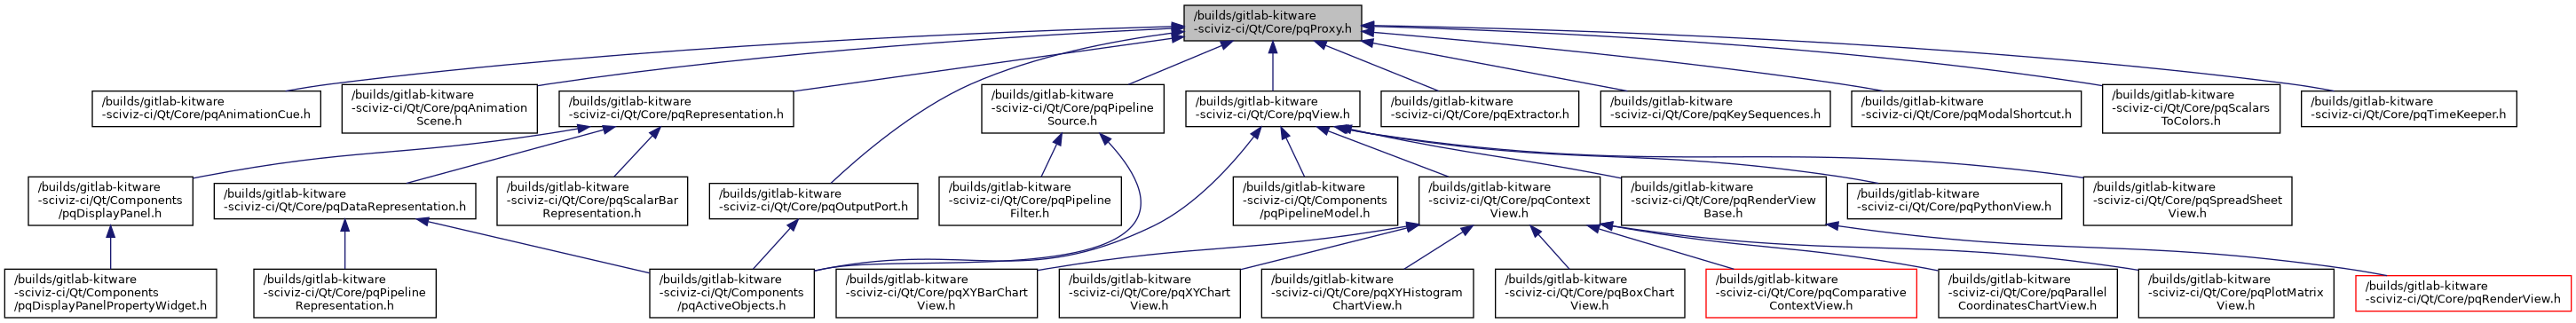 /builds/gitlab-kitware
-sciviz-ci/Qt/Core/pqProxy.h
/builds/gitlab-kitware
-sciviz-ci/Qt/Core/pqAnimationCue.h
/builds/gitlab-kitware
-sciviz-ci/Qt/Core/pqAnimation
Scene.h
/builds/gitlab-kitware
-sciviz-ci/Qt/Core/pqRepresentation.h
/builds/gitlab-kitware
-sciviz-ci/Qt/Core/pqPipeline
Source.h
/builds/gitlab-kitware
-sciviz-ci/Qt/Core/pqView.h
/builds/gitlab-kitware
-sciviz-ci/Qt/Core/pqExtractor.h
/builds/gitlab-kitware
-sciviz-ci/Qt/Core/pqKeySequences.h
/builds/gitlab-kitware
-sciviz-ci/Qt/Core/pqModalShortcut.h
/builds/gitlab-kitware
-sciviz-ci/Qt/Core/pqScalars
ToColors.h
/builds/gitlab-kitware
-sciviz-ci/Qt/Core/pqTimeKeeper.h
/builds/gitlab-kitware
-sciviz-ci/Qt/Components
/pqDisplayPanel.h
/builds/gitlab-kitware
-sciviz-ci/Qt/Core/pqDataRepresentation.h
/builds/gitlab-kitware
-sciviz-ci/Qt/Core/pqScalarBar
Representation.h
/builds/gitlab-kitware
-sciviz-ci/Qt/Core/pqOutputPort.h
/builds/gitlab-kitware
-sciviz-ci/Qt/Core/pqPipeline
Filter.h
/builds/gitlab-kitware
-sciviz-ci/Qt/Components
/pqPipelineModel.h
/builds/gitlab-kitware
-sciviz-ci/Qt/Core/pqContext
View.h
/builds/gitlab-kitware
-sciviz-ci/Qt/Core/pqRenderView
Base.h
/builds/gitlab-kitware
-sciviz-ci/Qt/Core/pqPythonView.h
/builds/gitlab-kitware
-sciviz-ci/Qt/Core/pqSpreadSheet
View.h
/builds/gitlab-kitware
-sciviz-ci/Qt/Components
/pqDisplayPanelPropertyWidget.h
/builds/gitlab-kitware
-sciviz-ci/Qt/Core/pqPipeline
Representation.h
/builds/gitlab-kitware
-sciviz-ci/Qt/Components
/pqActiveObjects.h
/builds/gitlab-kitware
-sciviz-ci/Qt/Core/pqXYBarChart
View.h
/builds/gitlab-kitware
-sciviz-ci/Qt/Core/pqXYChart
View.h
/builds/gitlab-kitware
-sciviz-ci/Qt/Core/pqXYHistogram
ChartView.h
/builds/gitlab-kitware
-sciviz-ci/Qt/Core/pqBoxChart
View.h
/builds/gitlab-kitware
-sciviz-ci/Qt/Core/pqComparative
ContextView.h
/builds/gitlab-kitware
-sciviz-ci/Qt/Core/pqParallel
CoordinatesChartView.h
/builds/gitlab-kitware
-sciviz-ci/Qt/Core/pqPlotMatrix
View.h
/builds/gitlab-kitware
-sciviz-ci/Qt/Core/pqRenderView.h